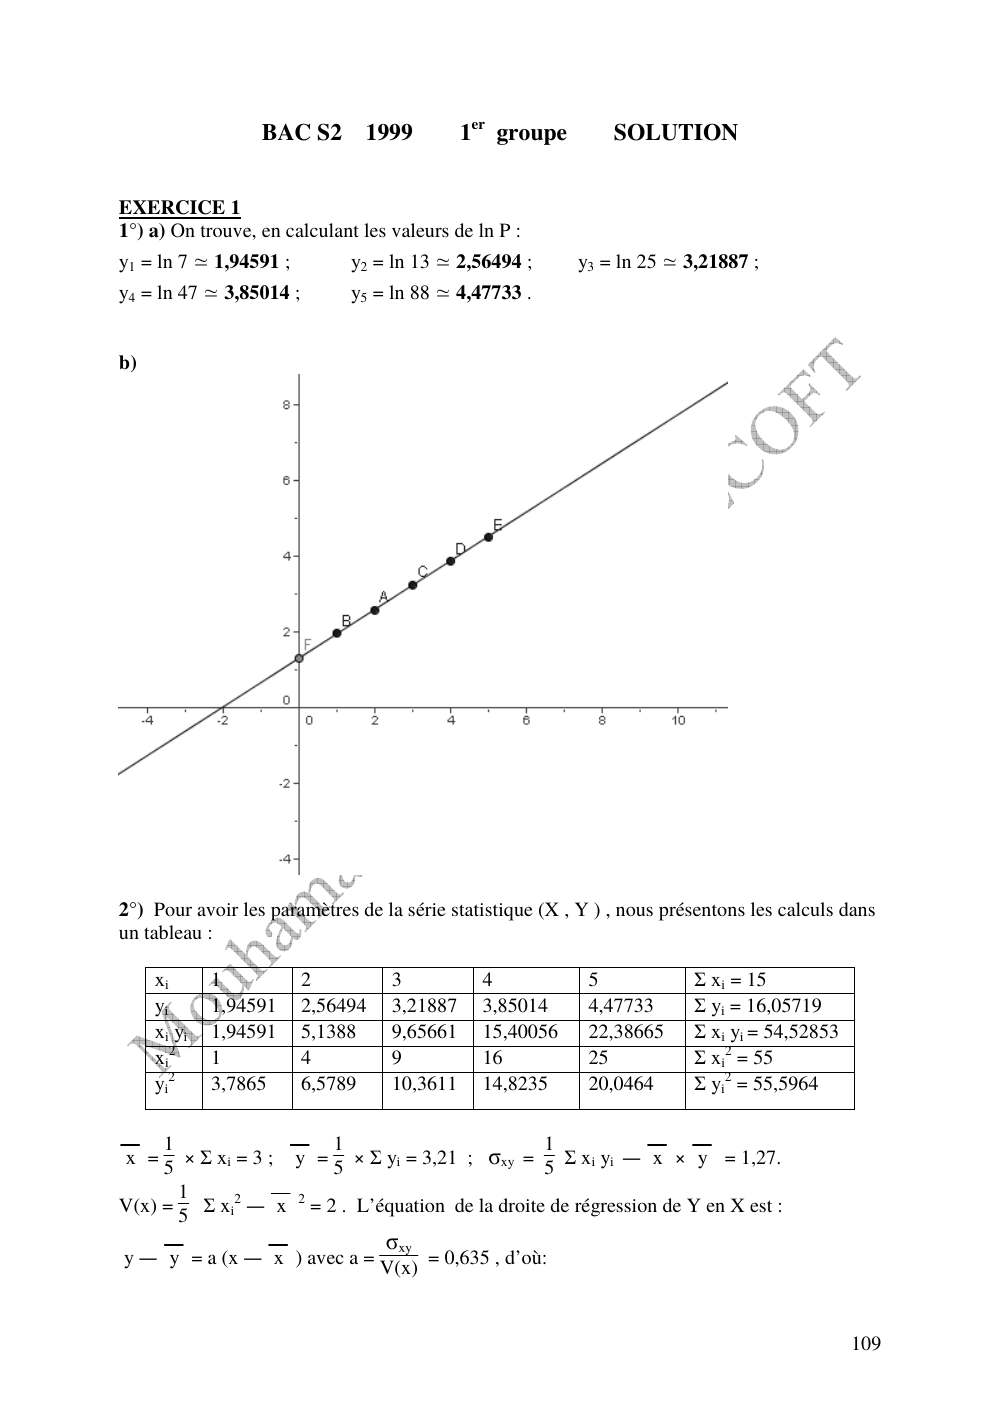 BAC S2 1999 1er groupe SOLUTION
EXERCICE 1
1°) a) On trouve, en calculant les valeurs de ln P :
y1 = ln 7 ≃ 1,94591 ; y2 = ln 13 ≃ 2,56494 ; y3 = ln 25 ≃ 3,21887 ;
y4 = ln 47 ≃ 3,85014 ; y5 = ln 88 ≃ 4,47733 .
b)
8
6
E
4
D
C
A
B
2
F
0
-4 -2 0 2 4 6 8 10
-2
-4
COFT
Mouhama
2°) Pour avoir les paramètres de la série statistique (X , Y ) , nous présentons les calculs dans
un tableau :
xi 1 2 3 4 5 Σ xi = 15
yi 1,94591 2,56494 3,21887 3,85014 4,47733 Σ yi = 16,05719
xi yi 1,94591 5,1388 9,65661 15,40056 22,38665 Σ xi yi = 54,52853
xi² 1 4 9 16 25 Σ xi² = 55
yi² 3,7865 6,5789 10,3611 14,8235 20,0464 Σ yi² = 55,5964
x̄ = 1/5 × Σ xi = 3 ; ȳ = 1/5 × Σ yi = 3,21 ; σxy = 1/5 Σ xi yi — x̄ × ȳ = 1,27.
V(x) = 1/5 Σ xi² — x̄ ² = 2 . L’équation de la droite de régression de Y en X est :
y — ȳ = a (x — x̄ ) avec a = σxy/V(x) = 0,635 , d’où:
109